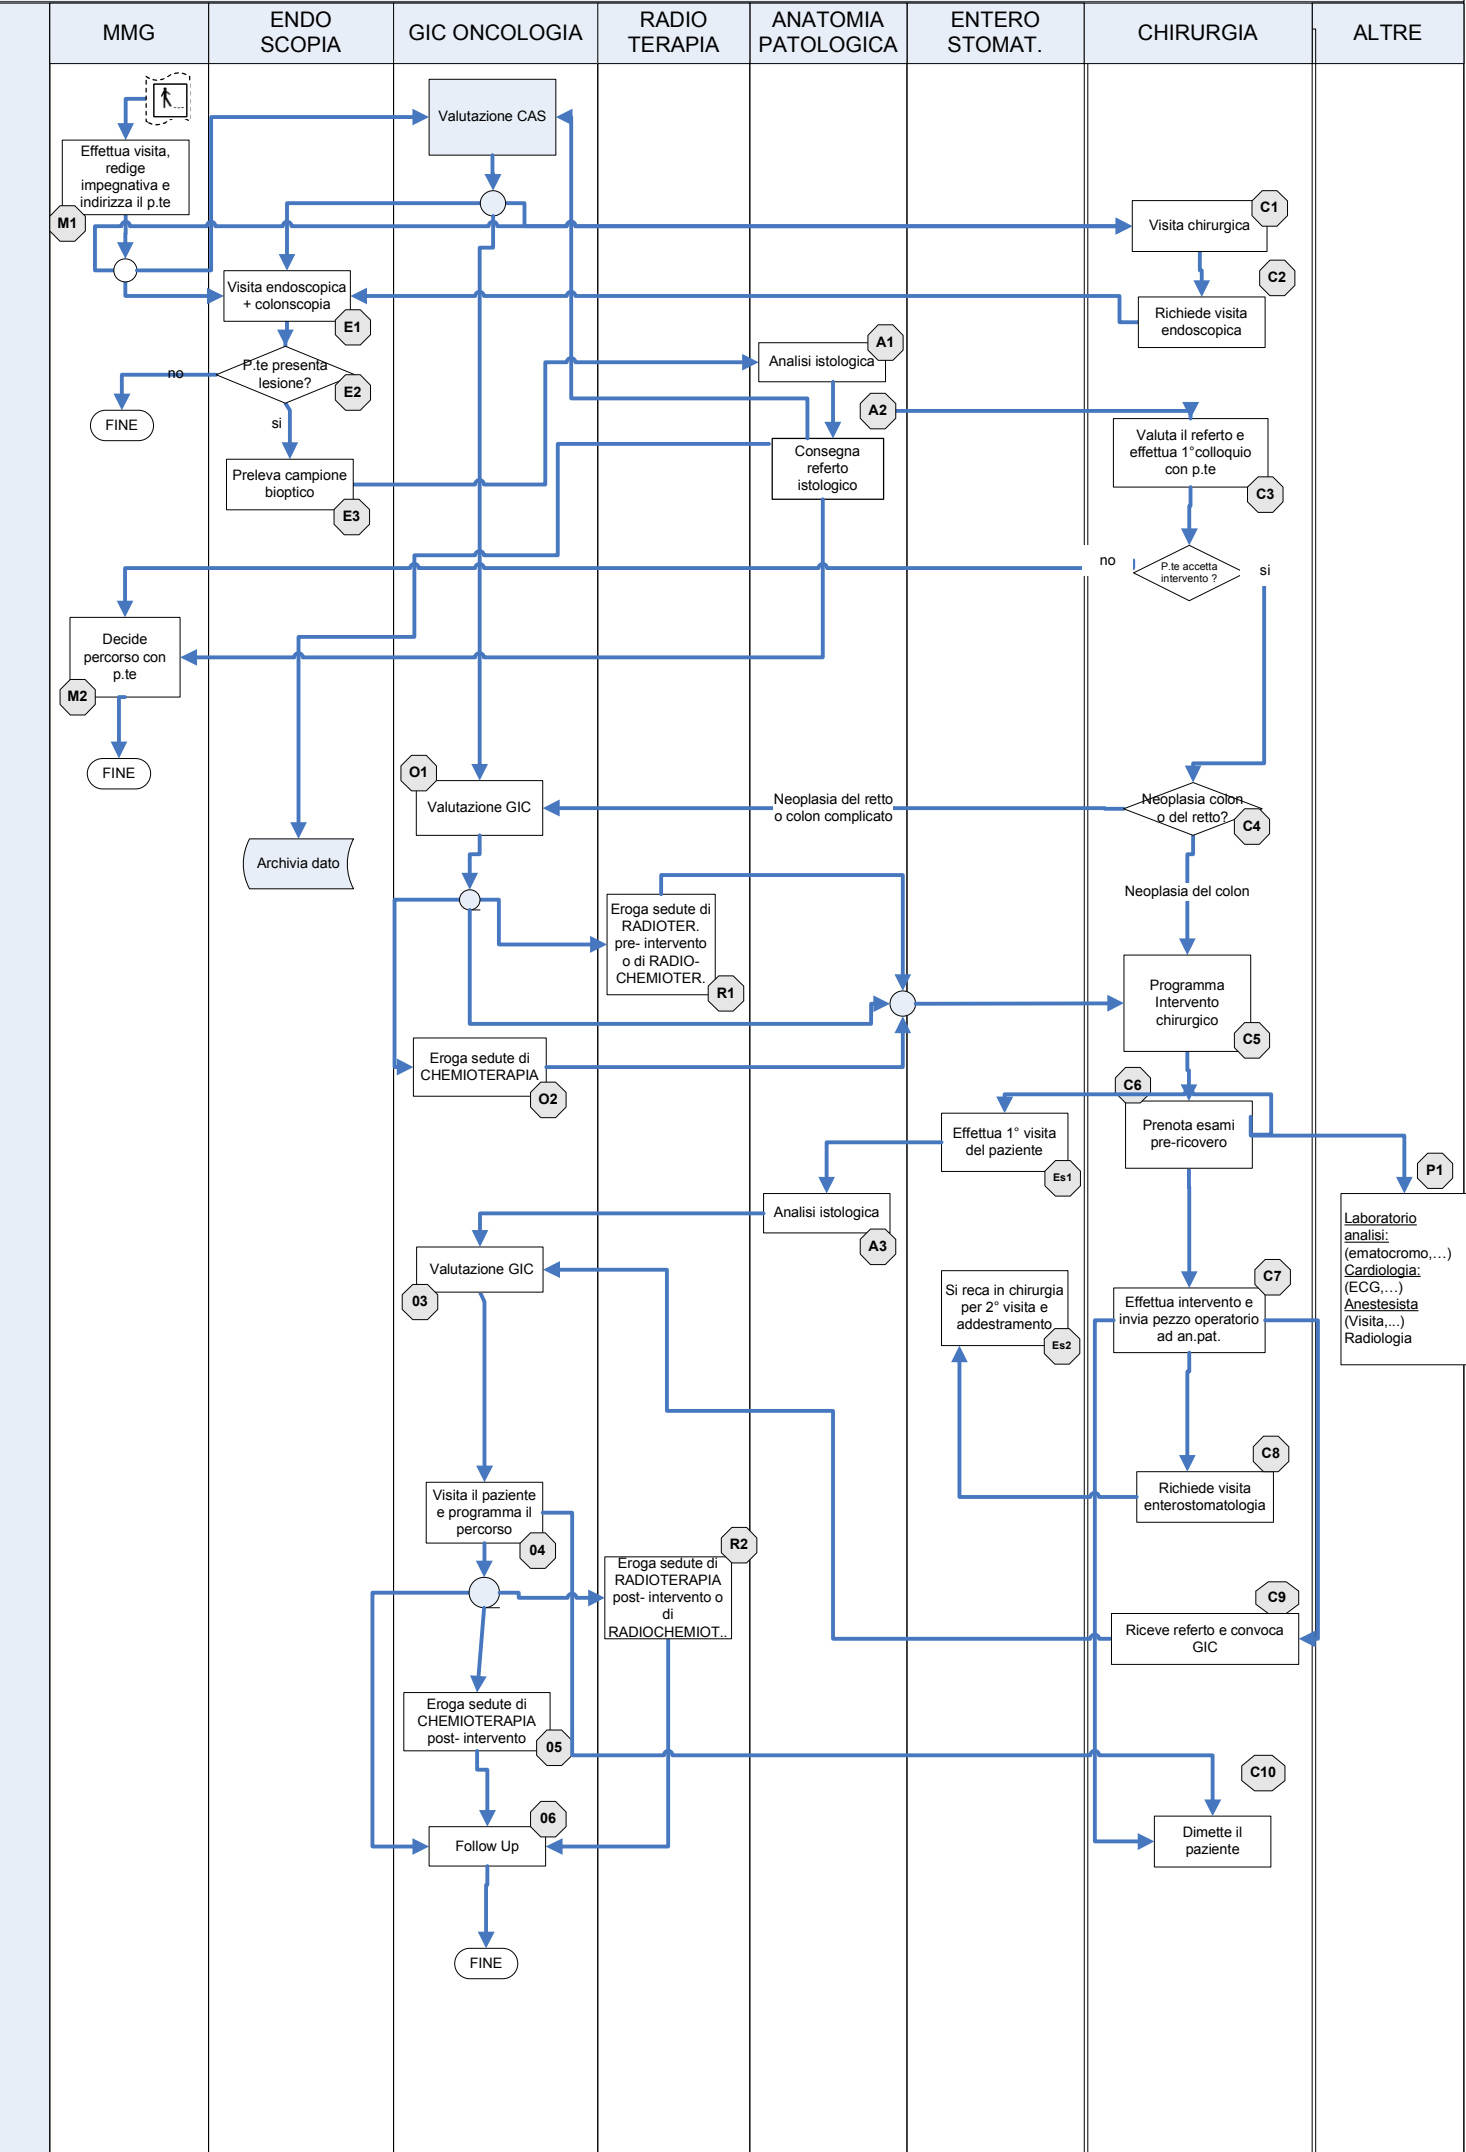 MMG
ENDO
SCOPIA
GIC ONCOLOGIA
RADIO
TERAPIA
ANATOMIA
PATOLOGICA
ENTERO
STOMAT.
CHIRURGIA
ALTRE
Valutazione CAS
Effettua visita,
redige
impegnativa e
indirizza il p.te
M1
C1
Visita chirurgica
C2
Visita endoscopica
+ colonscopia
E1
Richiede visita
endoscopica
A1
Analisi istologica
P.te presenta
lesione?
E2
no
FINE
si
A2
Consegna
referto
istologico
Valuta il referto e
effettua 1°colloquio
con p.te
C3
Preleva campione
bioptico
E3
no
P.te accetta
intervento ?
si
Decide
percorso con
p.te
M2
FINE
O1
Valutazione GIC
Neoplasia del retto
o colon complicato
Neoplasia colon
o del retto?
C4
Archivia dato
Neoplasia del colon
Eroga sedute di
RADIOTER.
pre- intervento
o di RADIO-
CHEMIOTER.
R1
Programma
Intervento
chirurgico
C5
Eroga sedute di
CHEMIOTERAPIA
O2
C6
Prenota esami
pre-ricovero
Effettua 1° visita
del paziente
Es1
P1
Analisi istologica
A3
Laboratorio
analisi:
(ematocromo,...)
Cardiologia:
(ECG,...)
Anestesista
(Visita,...)
Radiologia
Valutazione GIC
03
Si reca in chirurgia
per 2° visita e
addestramento
Es2
C7
Effettua intervento e
invia pezzo operatorio
ad an.pat.
C8
Richiede visita
enterostomatologia
Visita il paziente
e programma il
percorso
04
R2
Eroga sedute di
RADIOTERAPIA
post- intervento o
di
RADIOCHEMIOT..
C9
Riceve referto e convoca
GIC
Eroga sedute di
CHEMIOTERAPIA
post- intervento
05
C10
06
Follow Up
Dimette il
paziente
FINE